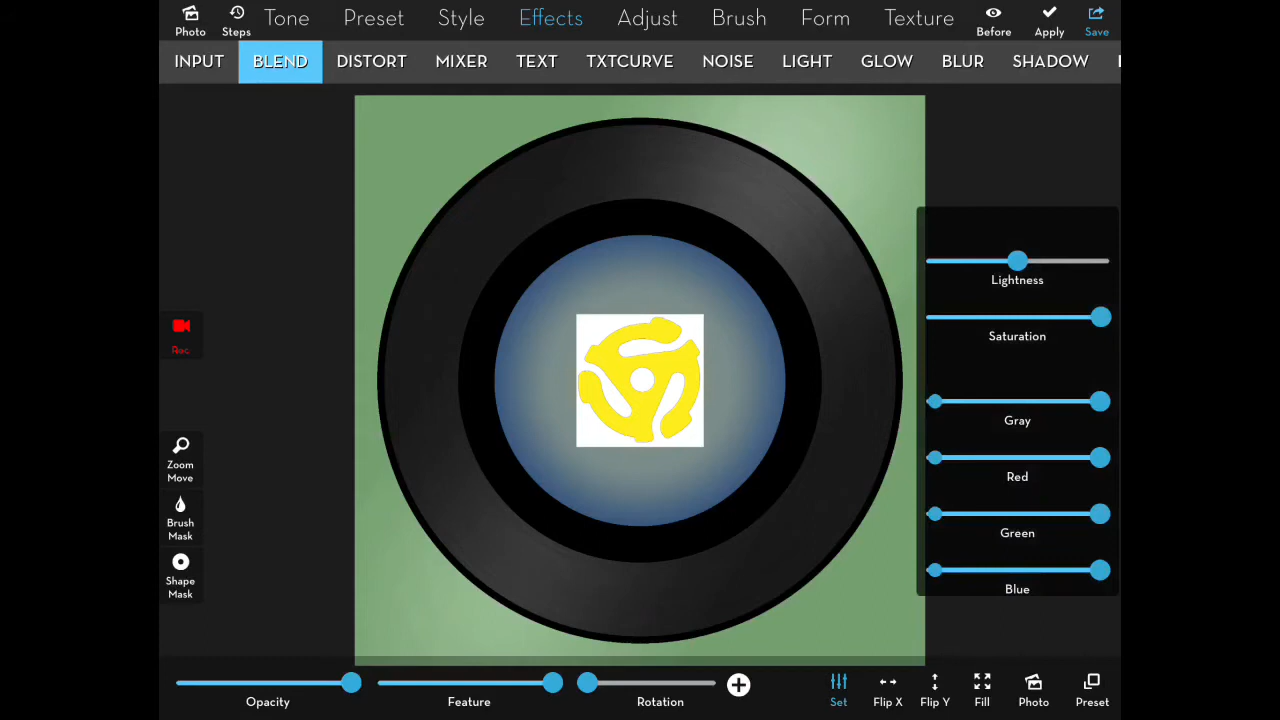 Photo Steps Tone Preset Style Effects Adjust Brush Form Texture Before Apply Save
INPUT BLEND DISTORT MIXER TEXT TXTCURVE NOISE LIGHT GLOW BLUR SHADOW
Lightness
Saturation
Rec
Gray
Zoom
Move
Red
Brush
Mask
Green
Shape
Mask
Blue
Opacity Feature Rotation Set Flip X Flip Y Fill Photo Preset